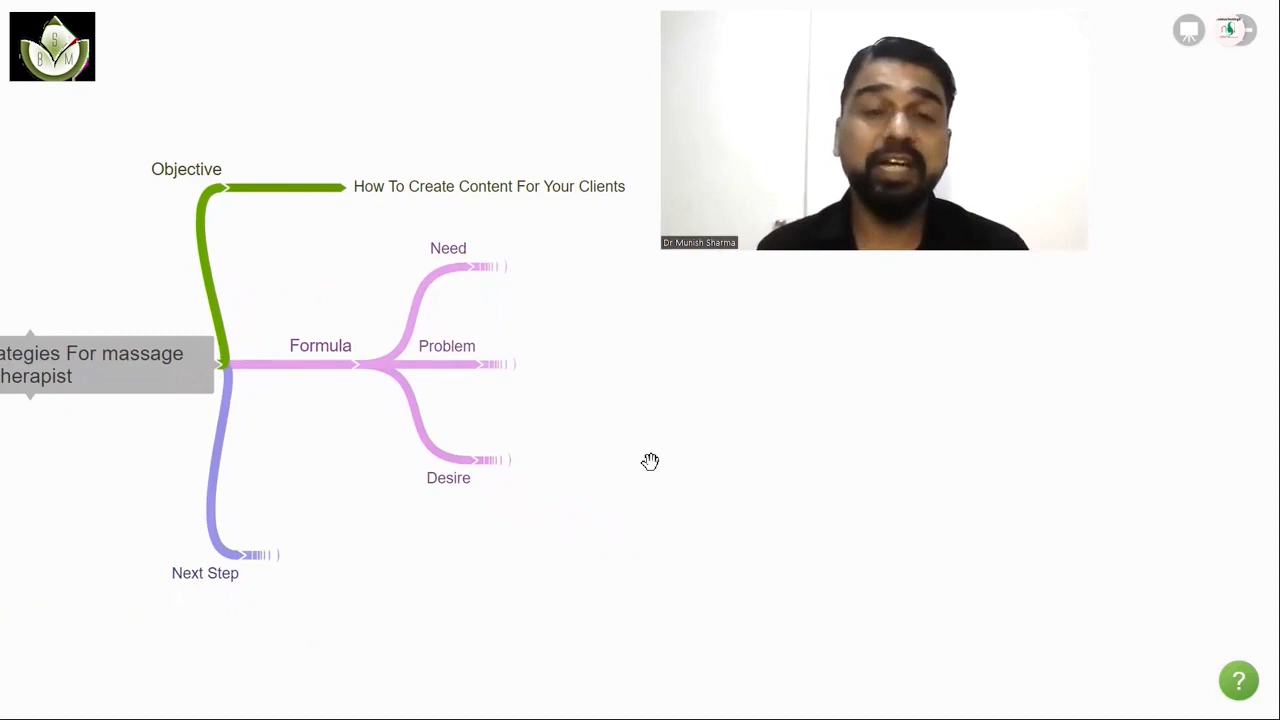 S
B M
Dr Munish Sharma
Objective
How To Create Content For Your Clients
Need
ategies For massage
herapist
Formula
Problem
Desire
Next Step
?